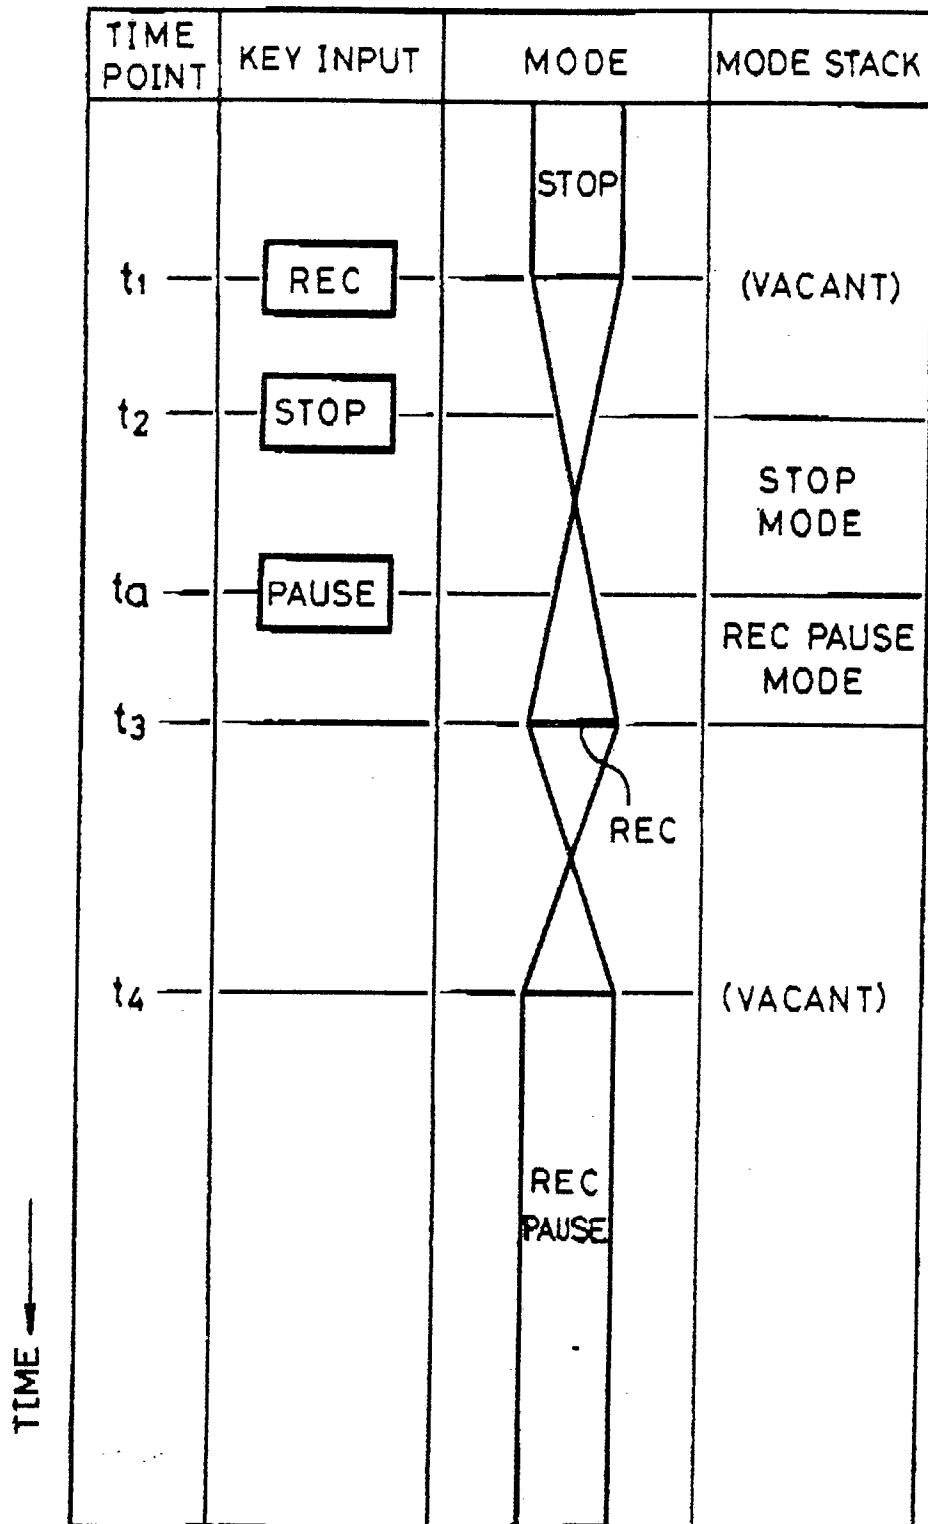 TIME POINT
KEY INPUT
MODE
MODE STACK
STOP
t1
REC
(VACANT)
t2
STOP
STOP
MODE
ta
PAUSE
REC PAUSE
MODE
t3
REC
t4
(VACANT)
REC
PAUSE
TIME